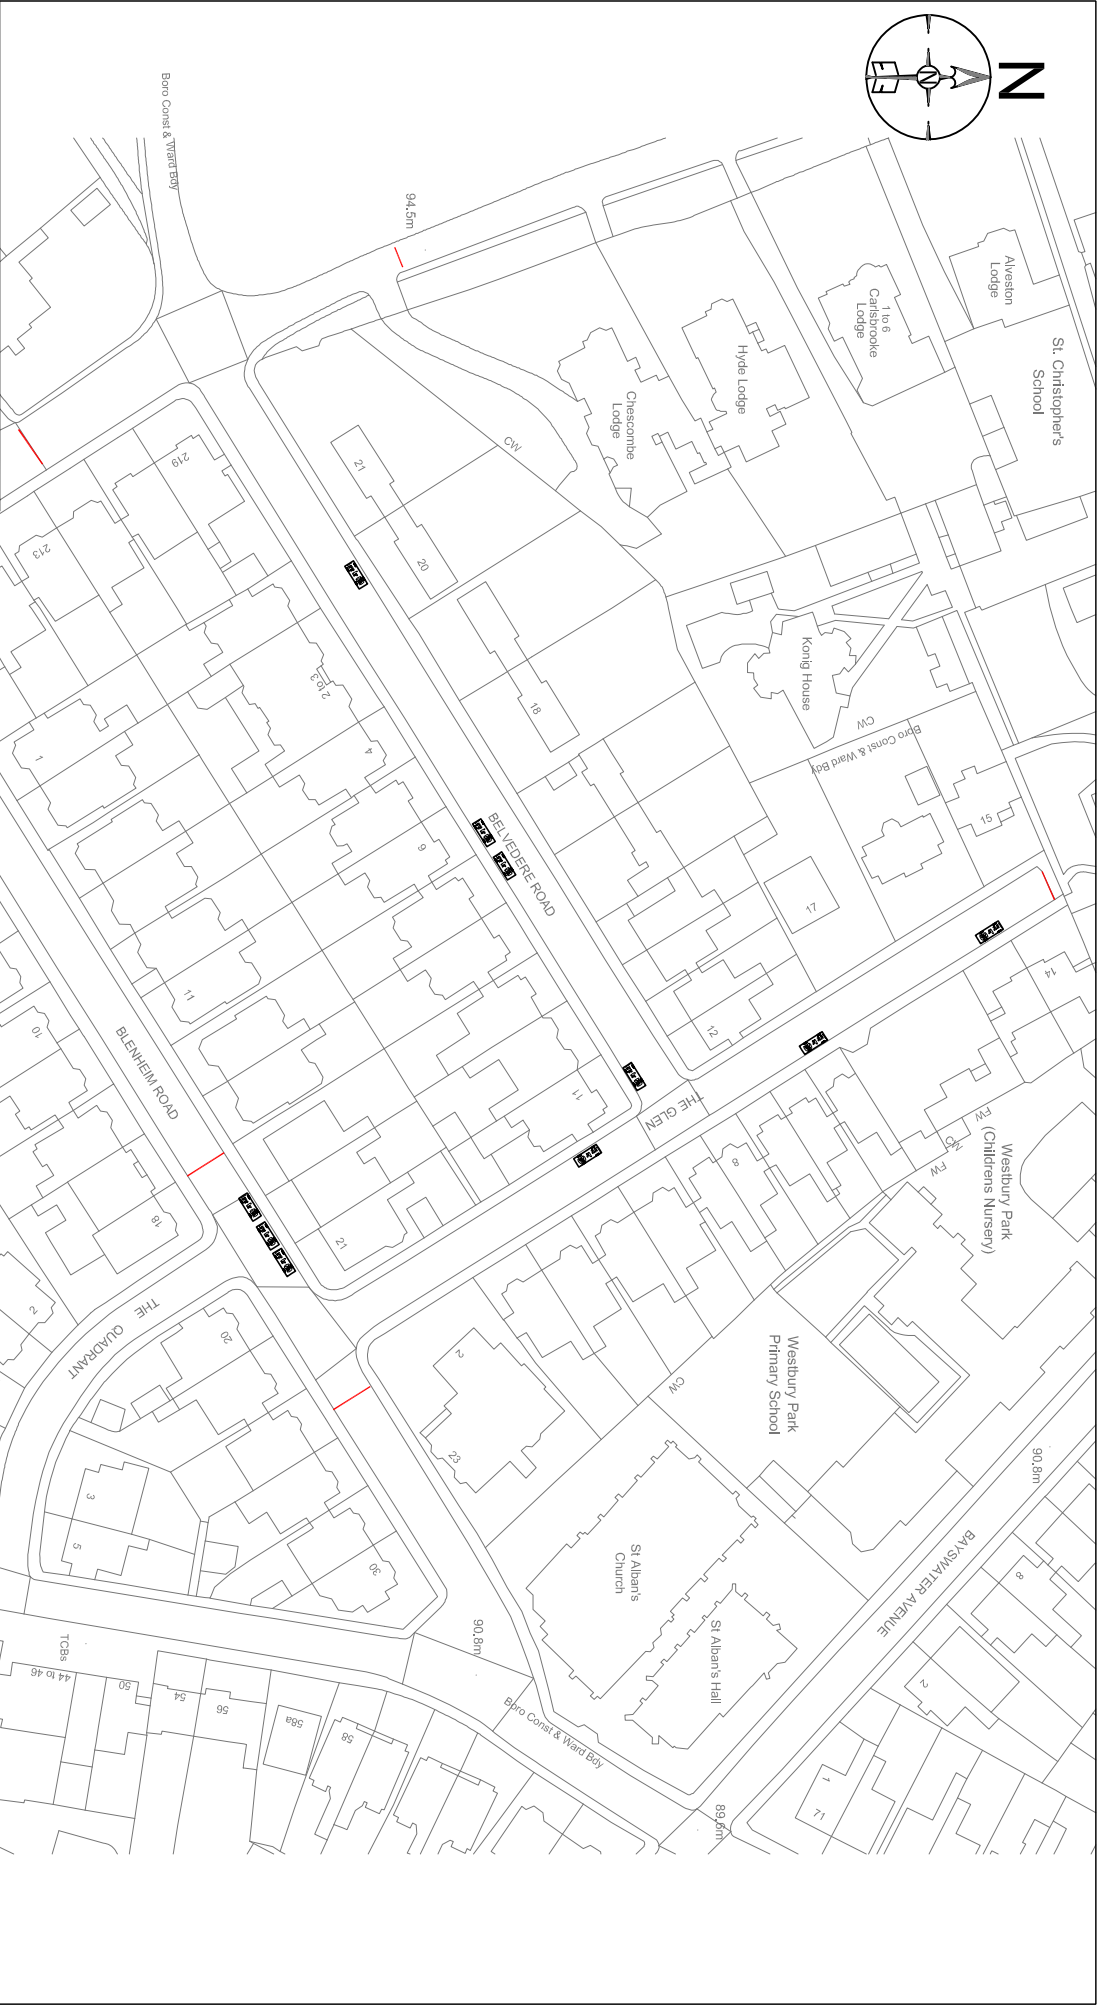 N
N
Boro Const & Ward Bdy
94.5m
Alveston
Lodge
1 to 6
Carlsbrooke
Lodge
St. Christopher's
School
Hyde Lodge
Chescombe
Lodge
CW
21
20
219
213
18
Konig House
CW
Boro Const & Ward Bdy
15
17
2 to 3
4
1
9
BELVEDERE ROAD
12
14
11
11
10
BLENHEIM ROAD
THE GLEN
FW
CW
FW
Westbury Park
(Childrens Nursery)
8
18
21
2
THE QUADRANT
20
2
23
CW
Westbury Park
Primary School
90.8m
BAYSWATER AVENUE
8
3
5
30
St Alban's
Church
St Alban's Hall
90.8m
TCBs
44 to 46
50
54
56
58a
58
Boro Const & Ward Bdy
2
1
71
89.6m